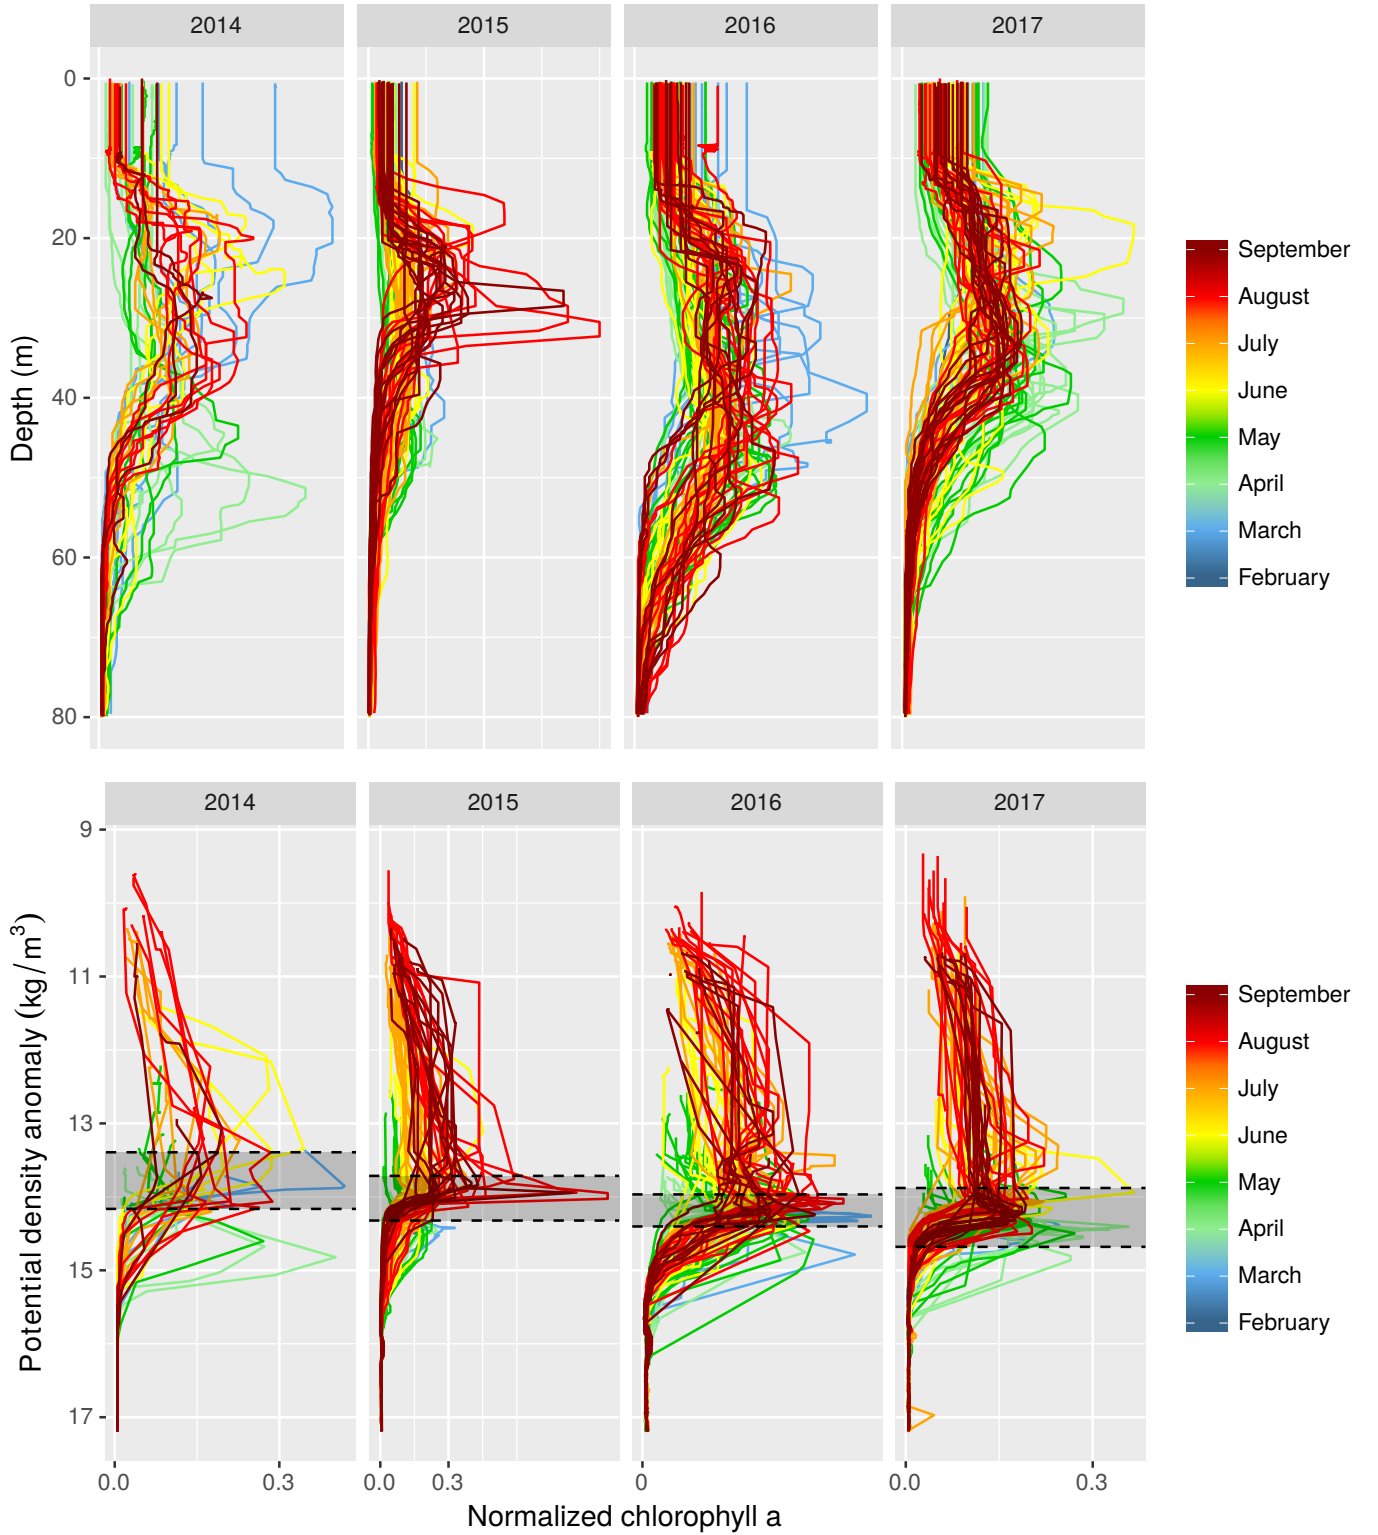 2014 2015 2016 2017
0
20
40
60
80
Depth (m)
September
August
July
June
May
April
March
February
2014 2015 2016 2017
9
11
13
15
17
Potential density anomaly (kg/m³)
0.0 0.3 0.0 0.3 0 0.0 0.3
Normalized chlorophyll a
September
August
July
June
May
April
March
February